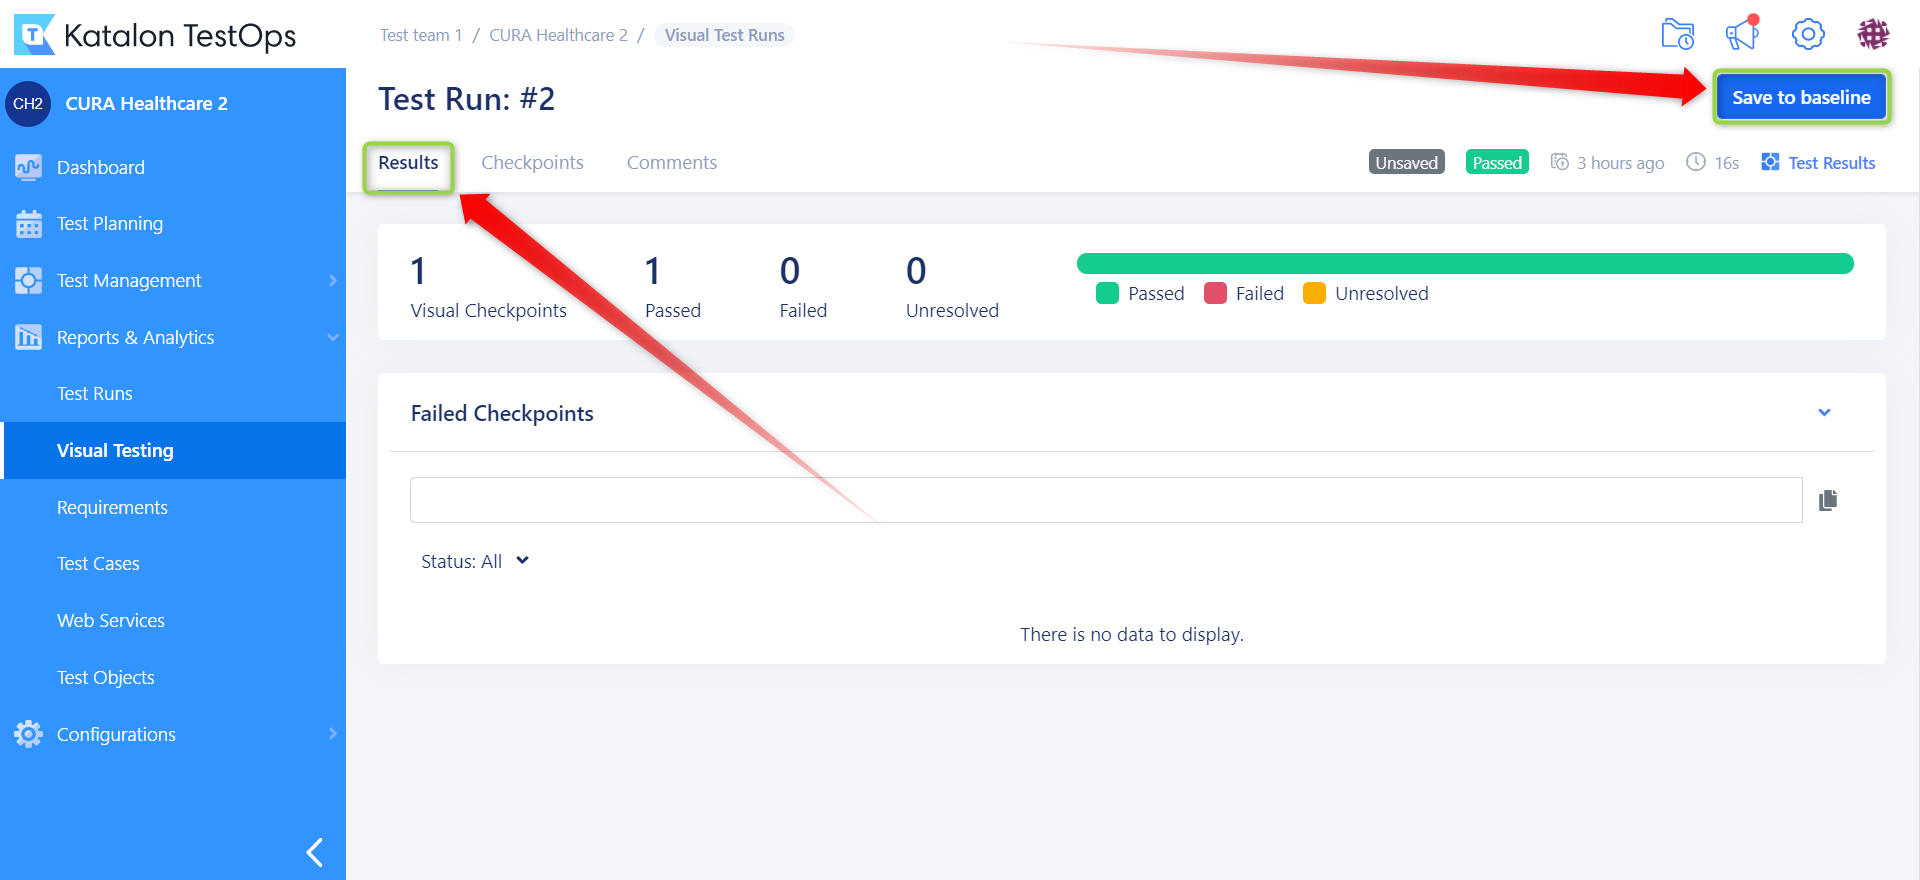 Katalon TestOps
Test team 1 / CURA Healthcare 2 / Visual Test Runs
CH2 CURA Healthcare 2
Dashboard
Test Planning
Test Management
Reports & Analytics
Test Runs
Visual Testing
Requirements
Test Cases
Web Services
Test Objects
Configurations
Test Run: #2
Save to baseline
Results Checkpoints Comments
Unsaved Passed 3 hours ago 16s Test Results
1 1 0 0
Visual Checkpoints Passed Failed Unresolved
Passed Failed Unresolved
Failed Checkpoints
Status: All
There is no data to display.